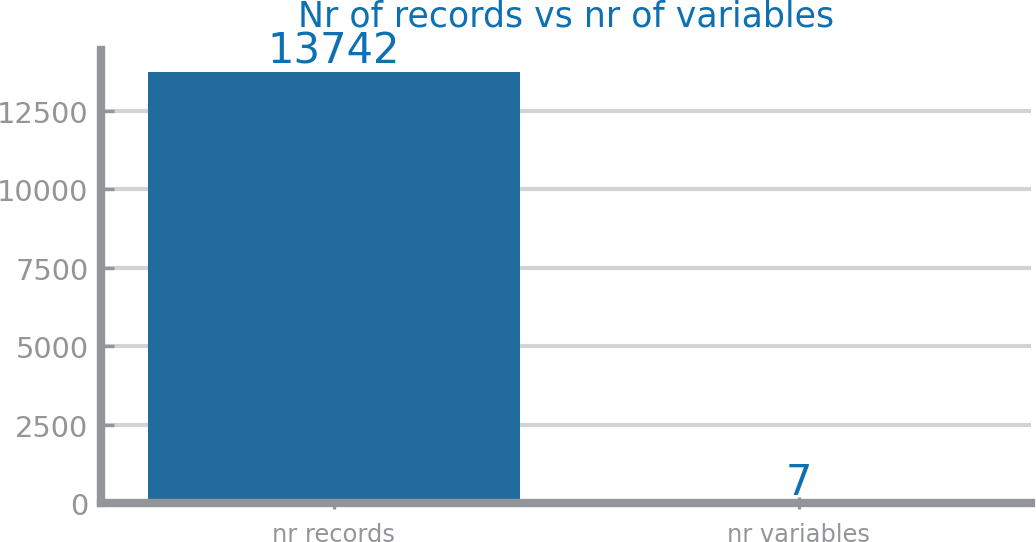 Nr of records vs nr of variables
13742
12500
10000
7500
5000
2500
7
0
nr records
nr variables